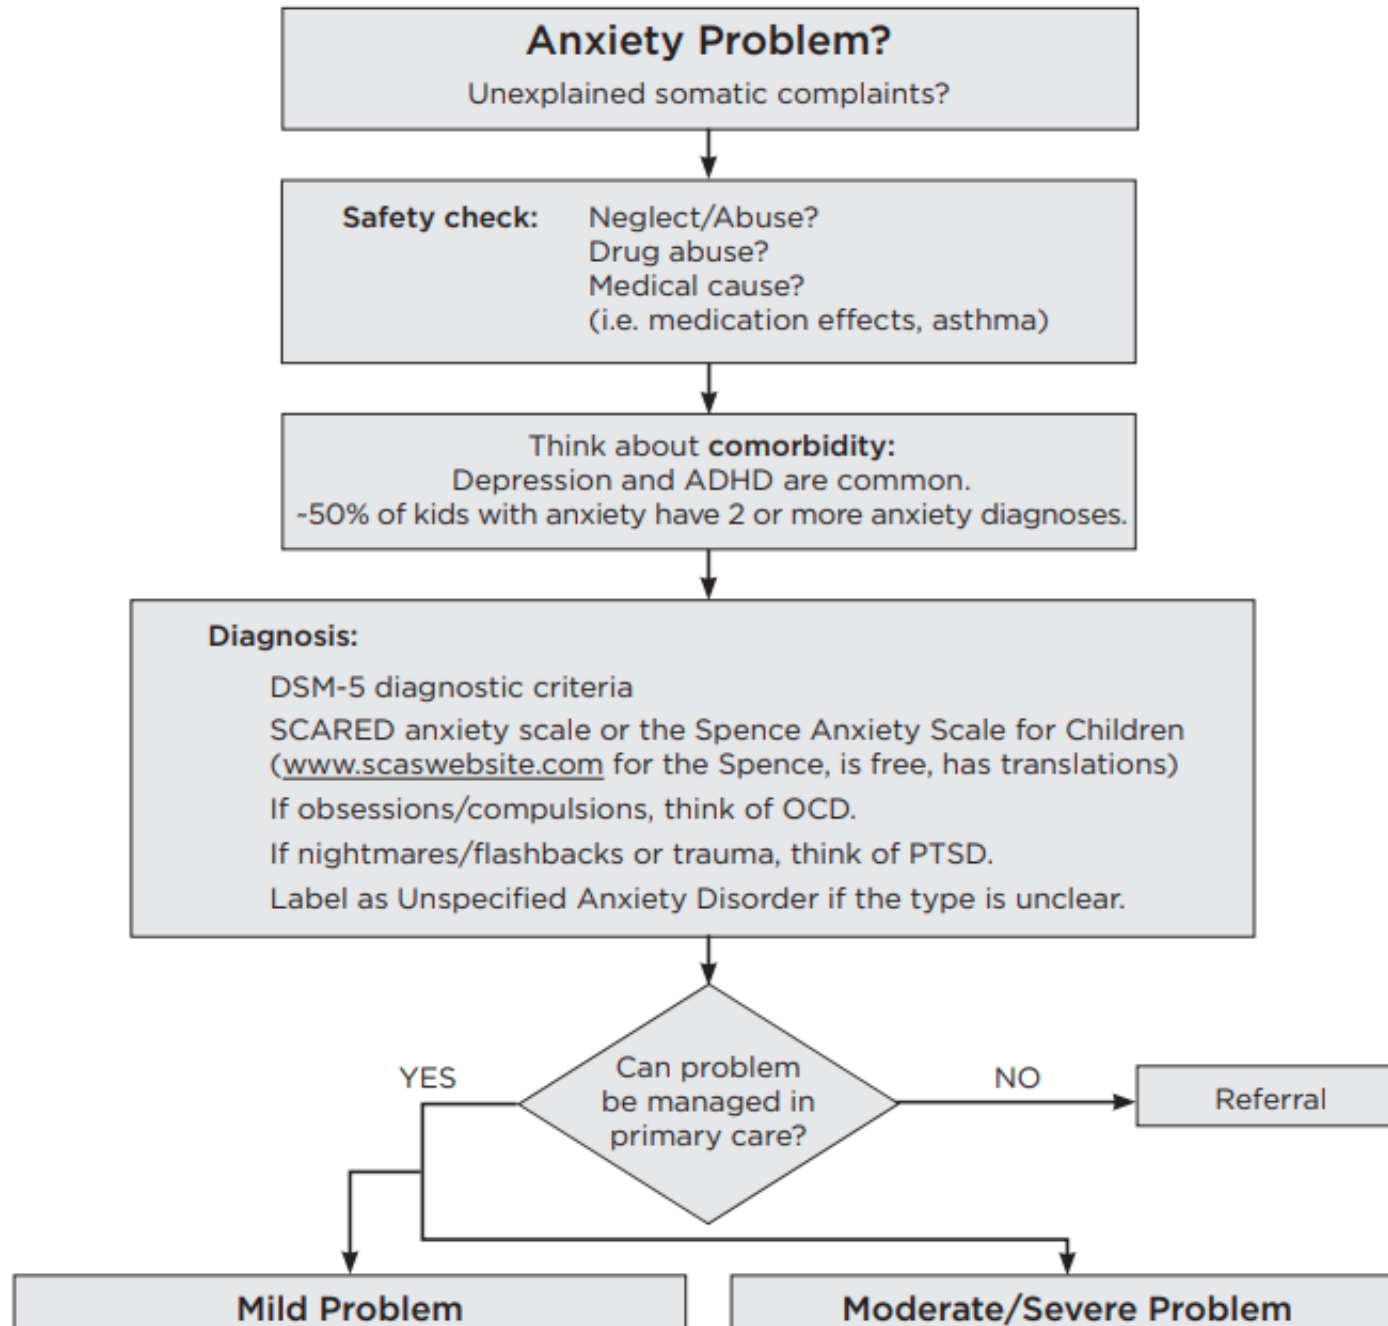 Anxiety Problem?
Unexplained somatic complaints?
Safety check: Neglect/Abuse?
Drug abuse?
Medical cause?
(i.e. medication effects, asthma)
Think about comorbidity:
Depression and ADHD are common.
~50% of kids with anxiety have 2 or more anxiety diagnoses.
Diagnosis:
DSM-5 diagnostic criteria
SCARED anxiety scale or the Spence Anxiety Scale for Children
(www.scaswebsite.com for the Spence, is free, has translations)
If obsessions/compulsions, think of OCD.
If nightmares/flashbacks or trauma, think of PTSD.
Label as Unspecified Anxiety Disorder if the type is unclear.
Can problem
be managed in
primary care?
YES
NO
Referral
Mild Problem
Moderate/Severe Problem